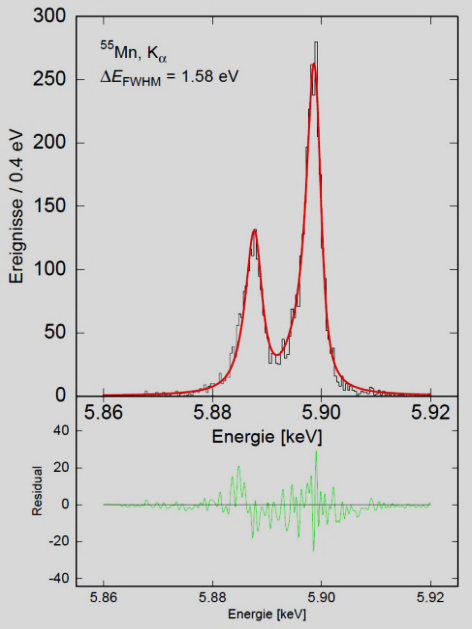 300
250
200
150
100
50
0
Ereignisse / 0.4 eV
⁵⁵Mn, Kα
ΔE_FWHM = 1.58 eV
5.86 5.88 5.90 5.92
Energie [keV]
40
20
0
-20
-40
Residual
5.86 5.88 5.90 5.92
Energie [keV]